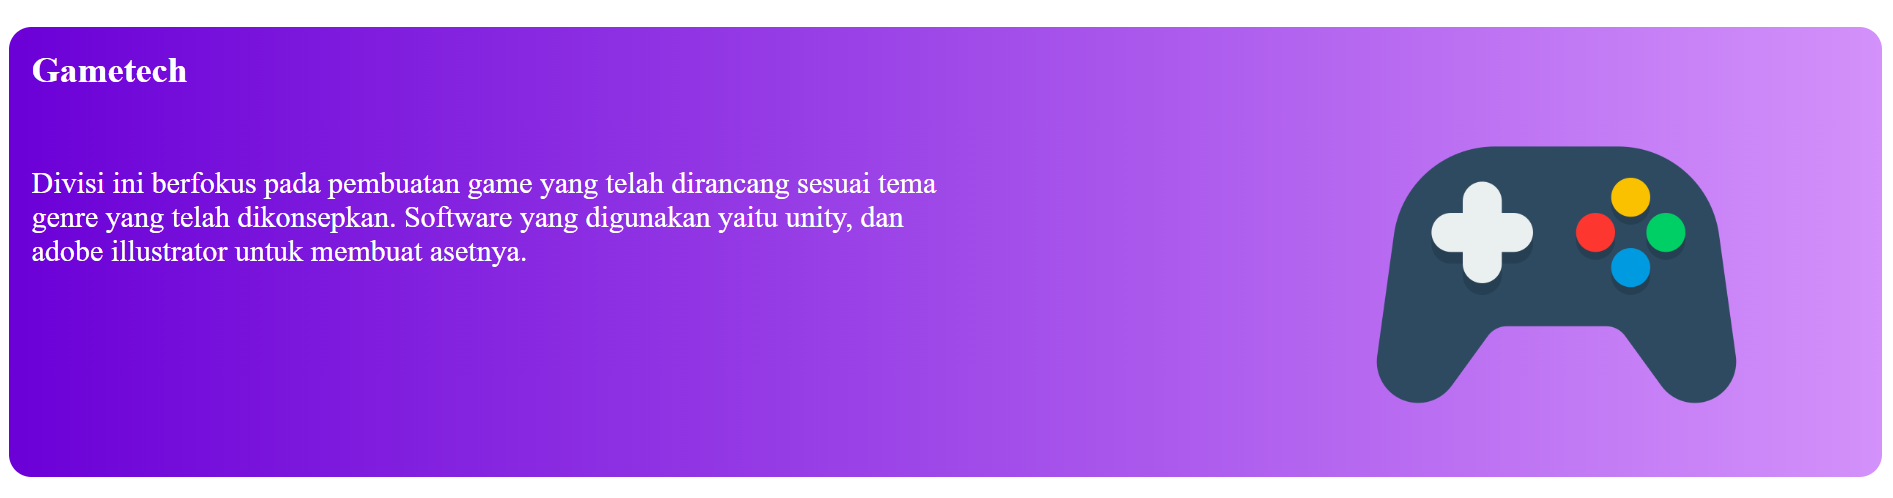 Gametech
Divisi ini berfokus pada pembuatan game yang telah dirancang sesuai tema
genre yang telah dikonsepkan. Software yang digunakan yaitu unity, dan
adobe illustrator untuk membuat asetnya.